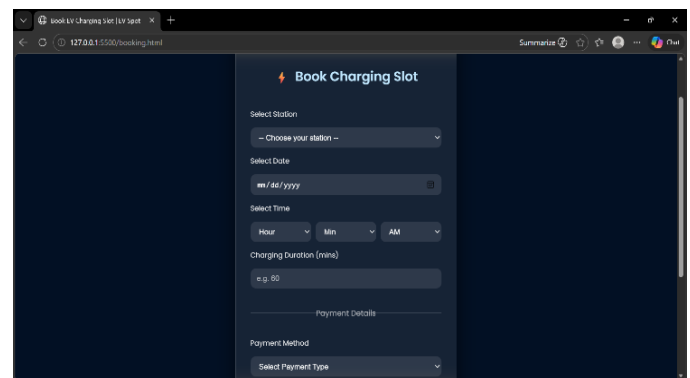 Book EV Charging Slot | EV Spot
127.0.0.1:5500/booking.html
Summarize
Chat
Book Charging Slot
Select Station
-- Choose your station --
Select Date
mm/dd/yyyy
Select Time
Hour Min AM
Charging Duration (mins)
e.g. 60
Payment Details
Payment Method
Select Payment Type